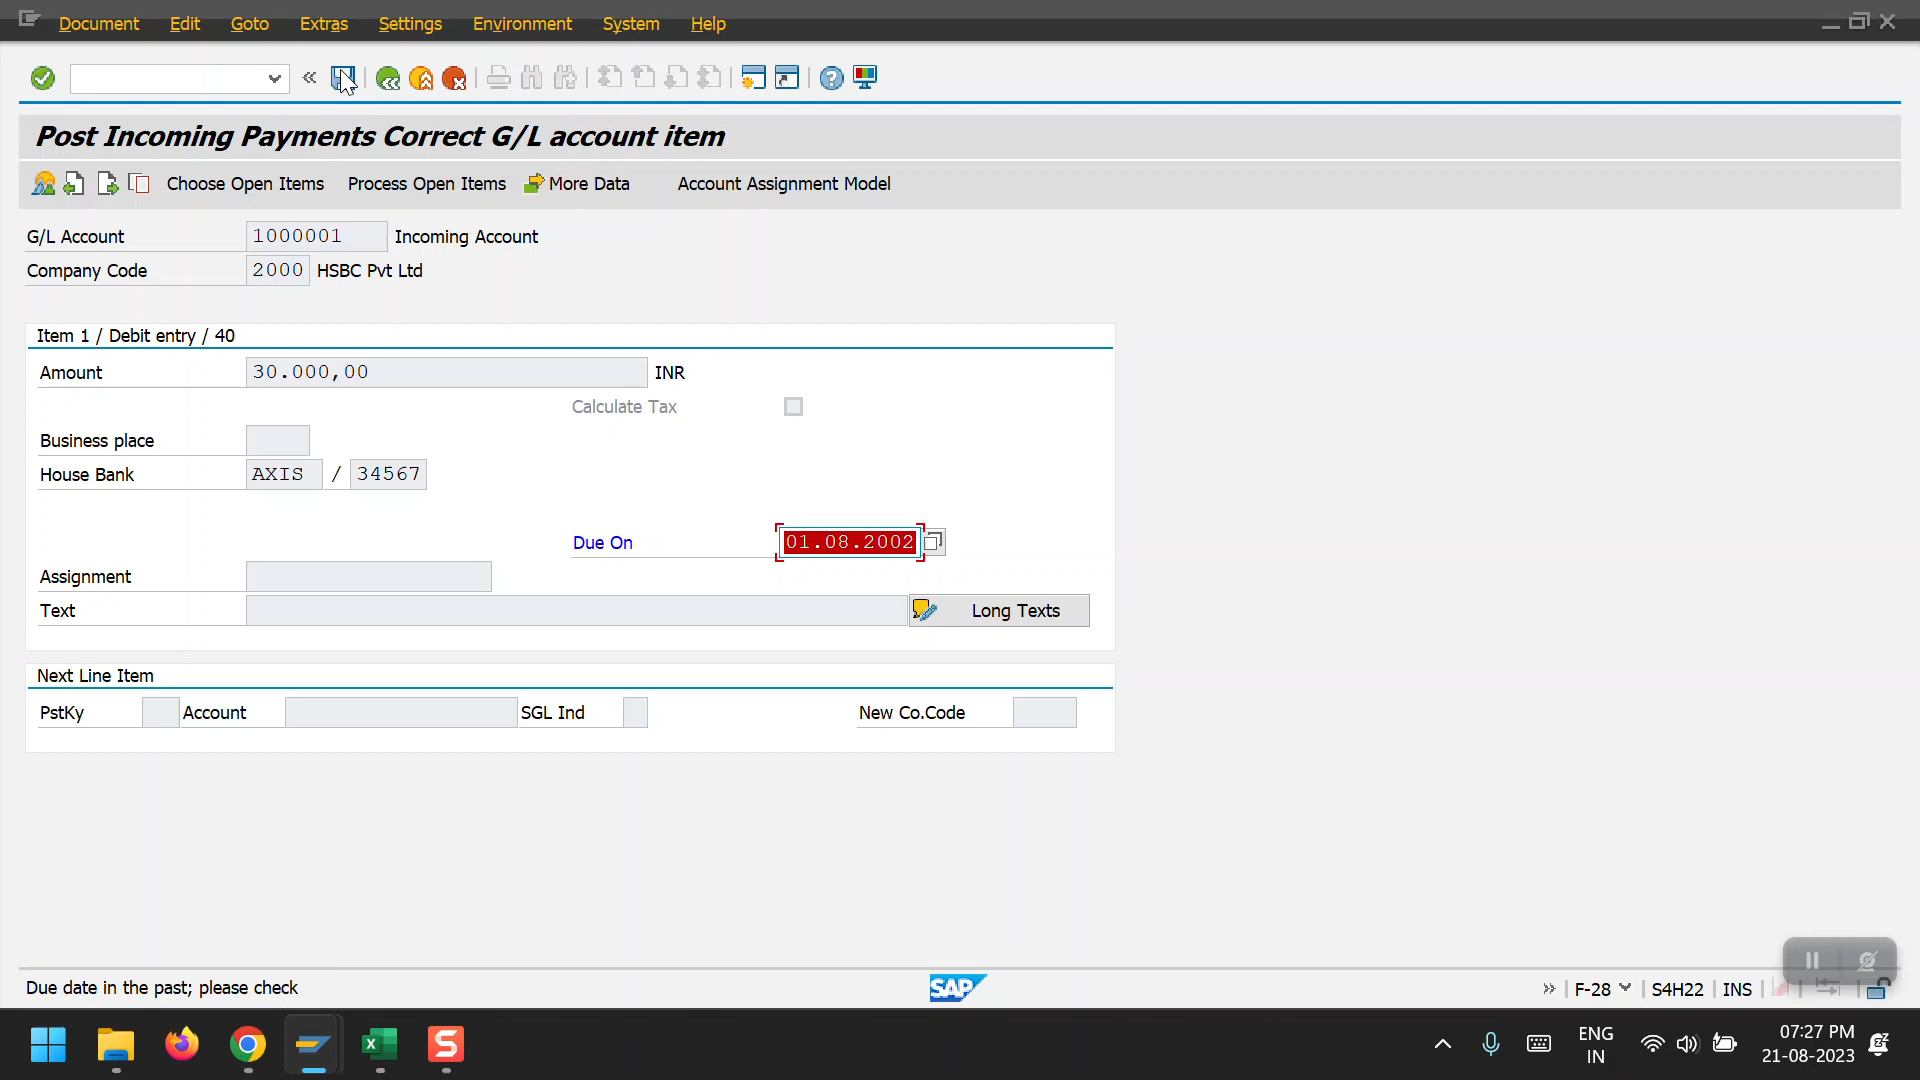 Document Edit Goto Extras Settings Environment System Help
Post Incoming Payments Correct G/L account item
Choose Open Items Process Open Items More Data Account Assignment Model
G/L Account 1000001 Incoming Account
Company Code 2000 HSBC Pvt Ltd
Item 1 / Debit entry / 40
Amount 30.000,00 INR
Calculate Tax
Business place
House Bank AXIS / 34567
Due On 01.08.2002
Assignment
Text Long Texts
Next Line Item
PstKy Account SGL Ind New Co.Code
Due date in the past; please check SAP F-28 S4H22 INS
ENG 07:27 PM
IN 21-08-2023